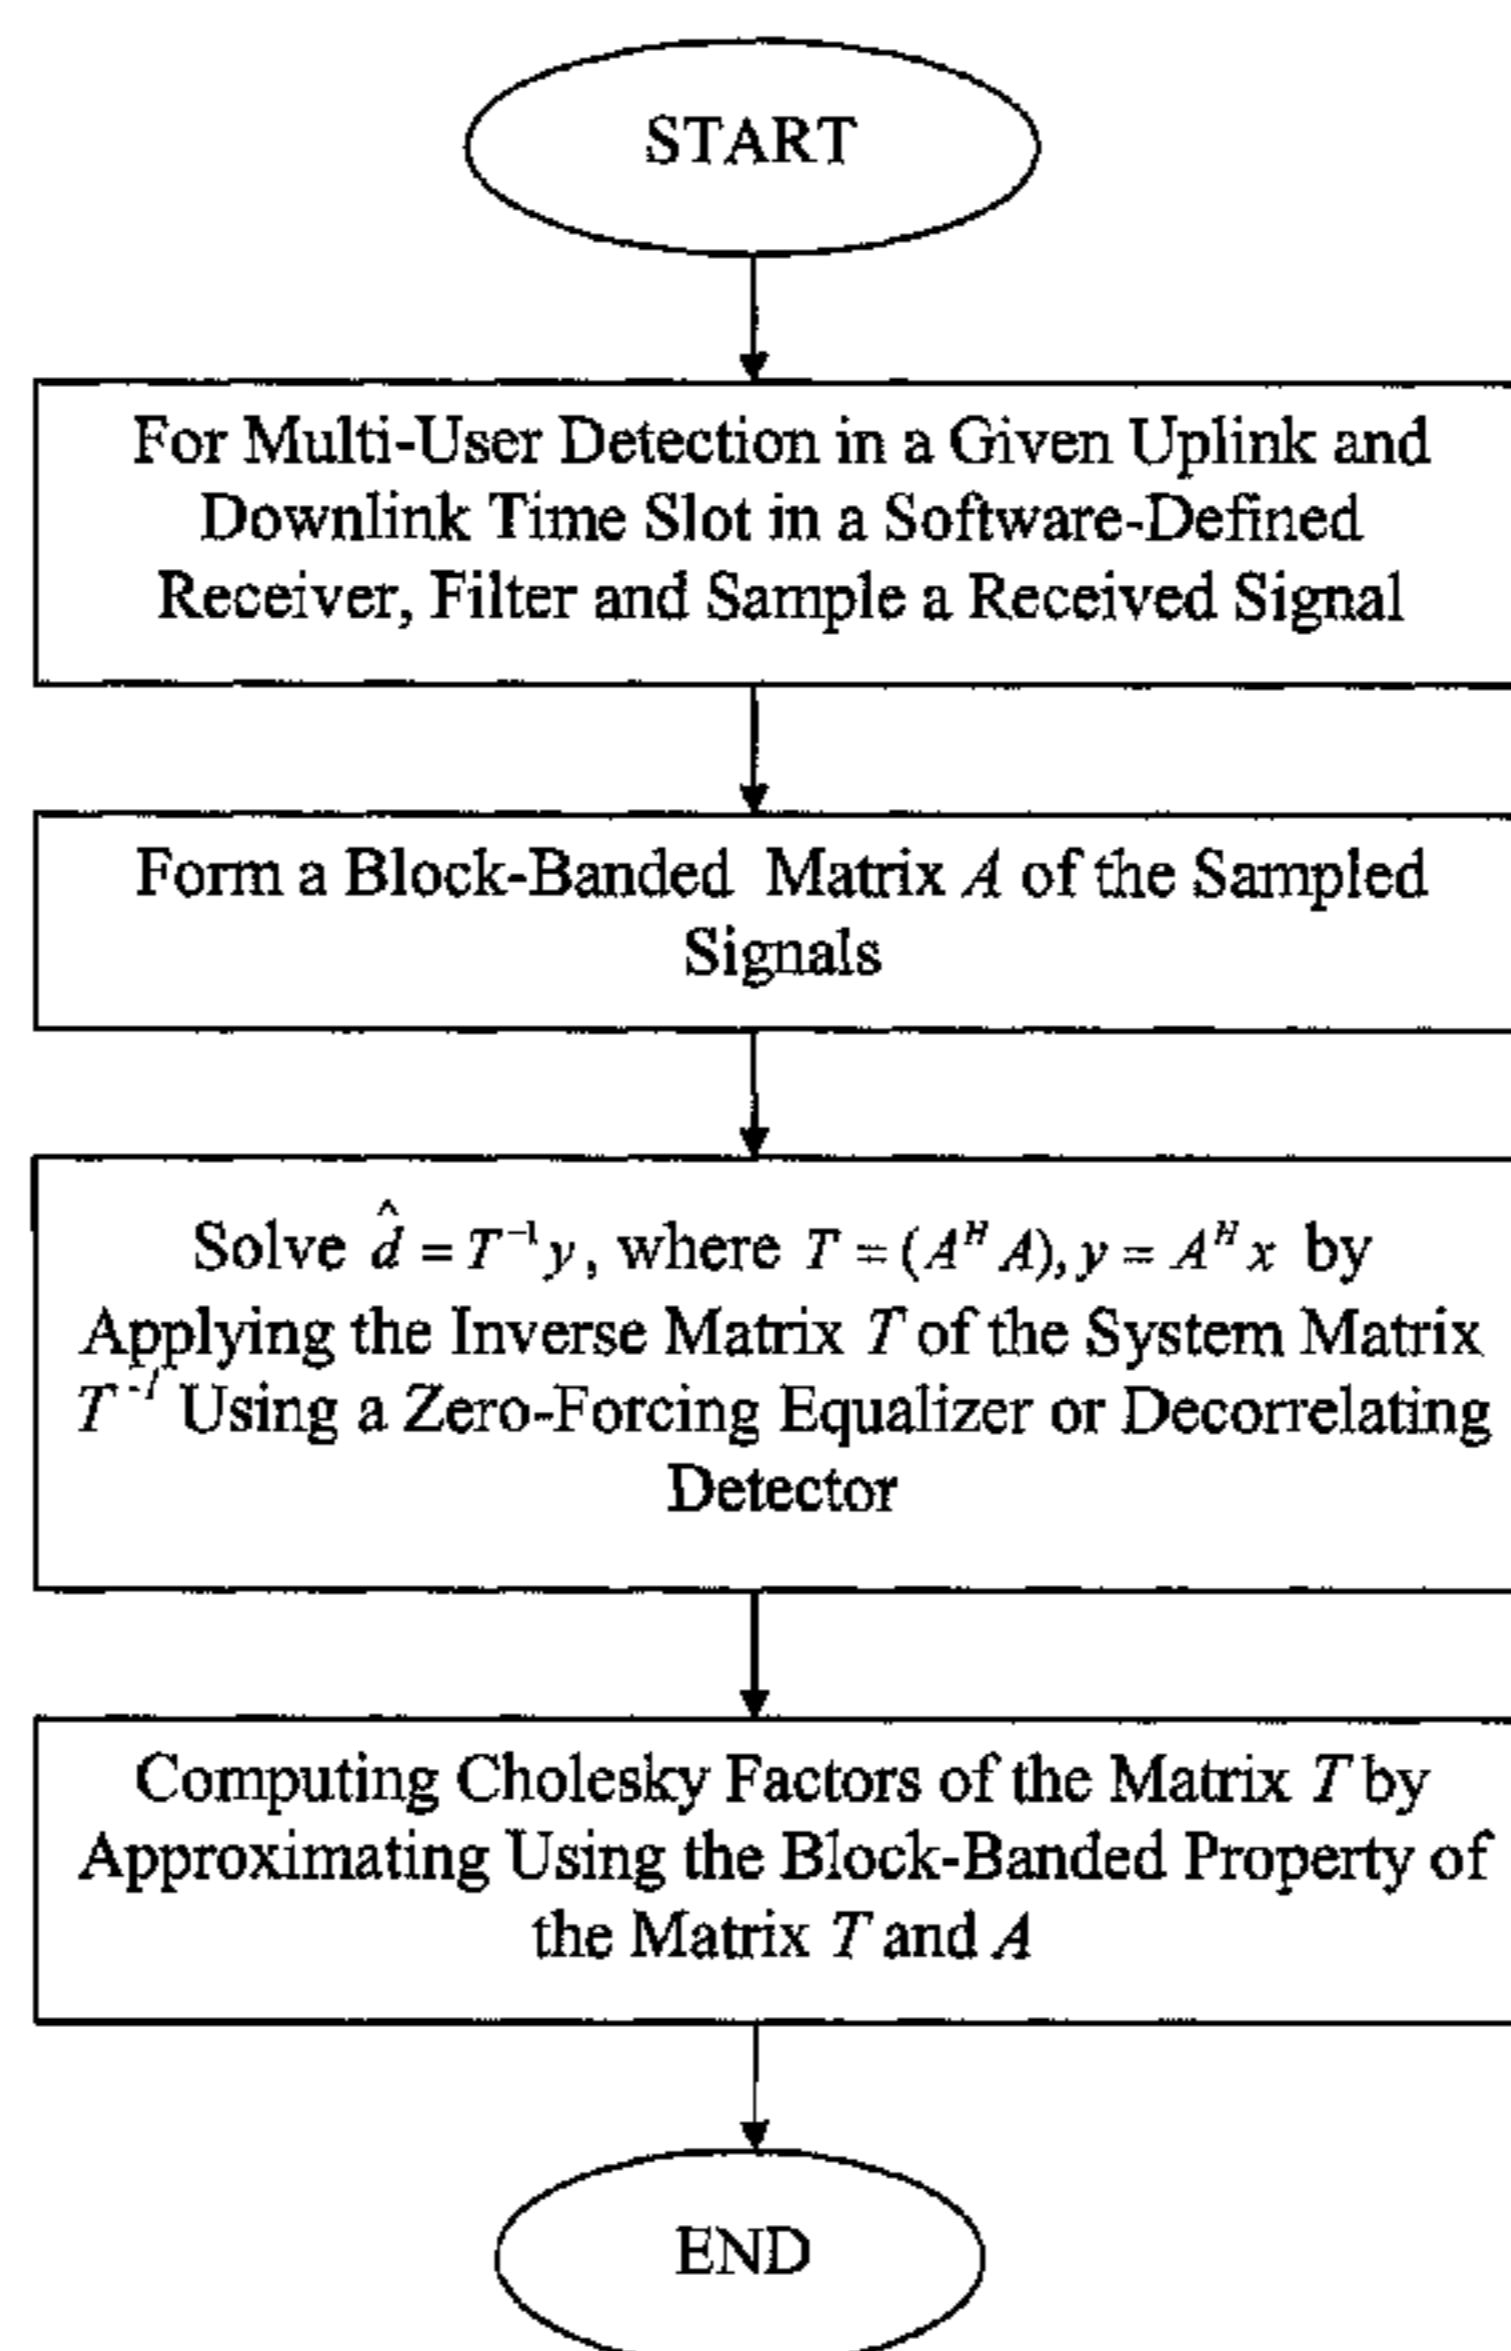 START
For Multi-User Detection in a Given Uplink and
Downlink Time Slot in a Software-Defined
Receiver, Filter and Sample a Received Signal
Form a Block-Banded Matrix A of the Sampled
Signals
Solve d̂ = T⁻¹y, where T = (Aᴴ A), y = Aᴴ x by
Applying the Inverse Matrix T of the System Matrix
T⁻¹ Using a Zero-Forcing Equalizer or Decorrelating
Detector
Computing Cholesky Factors of the Matrix T by
Approximating Using the Block-Banded Property of
the Matrix T and A
END